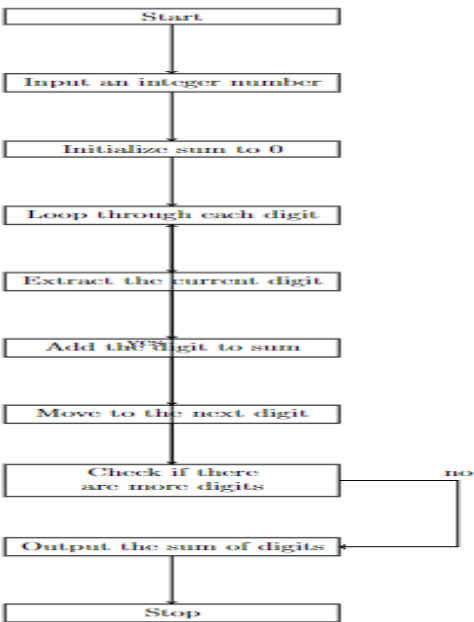 Start
Input an integer number
Initialize sum to 0
Loop through each digit
Extract the current digit
Add the digit to sum
yes
Move to the next digit
Check if there
are more digits
no
Output the sum of digits
Stop